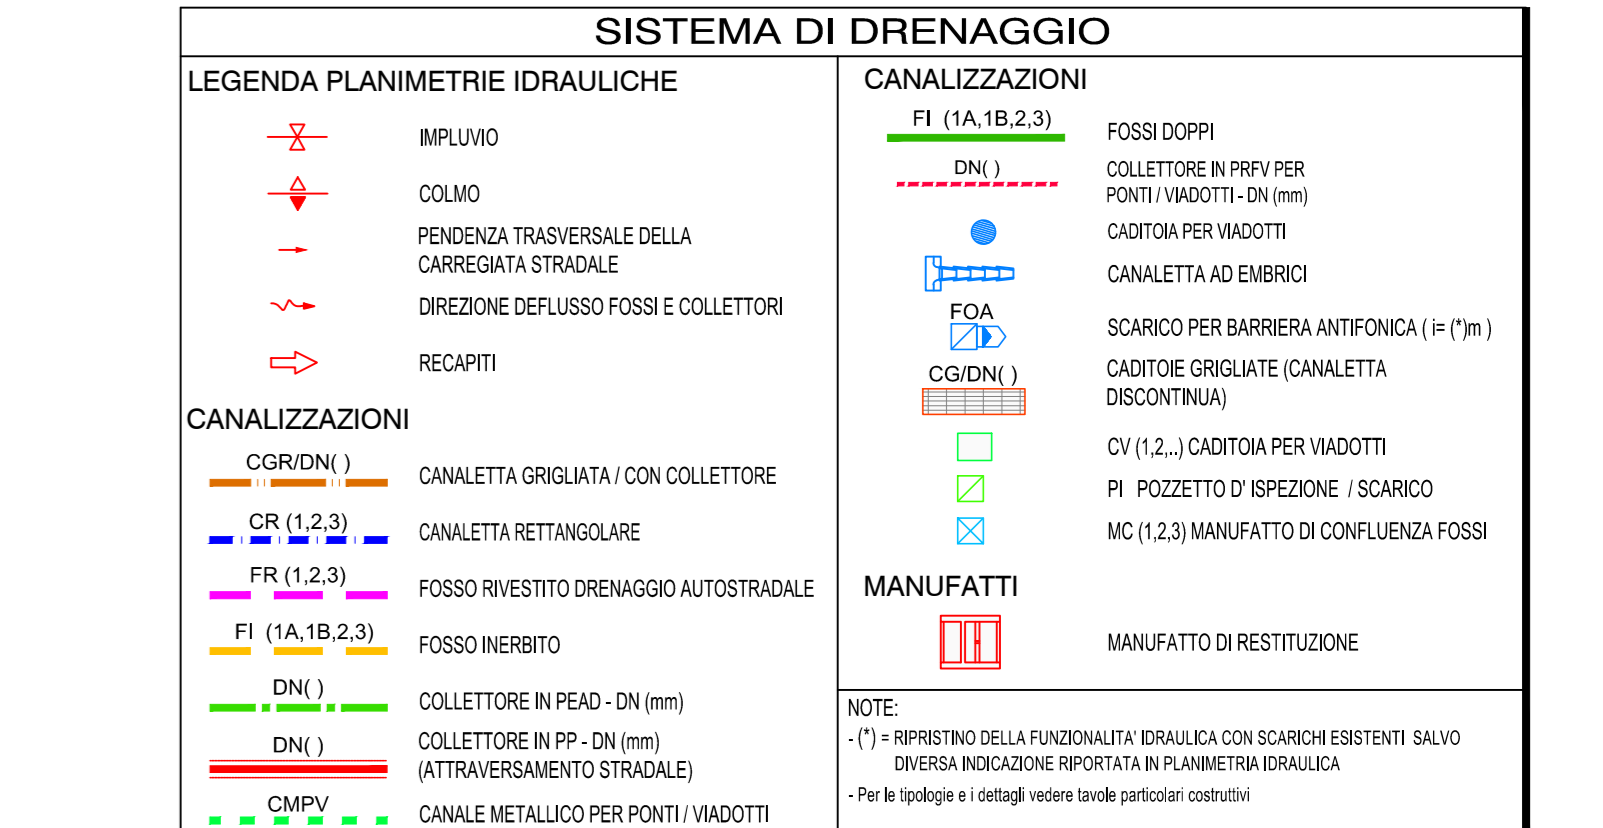 SISTEMA DI DRENAGGIO
LEGENDA PLANIMETRIE IDRAULICHE
IMPLUVIO
COLMO
PENDENZA TRASVERSALE DELLA
CARREGIATA STRADALE
DIREZIONE DEFLUSSO FOSSI E COLLETTORI
RECAPITI
CANALIZZAZIONI
CGR/DN( )
CANALETTA GRIGLIATA / CON COLLETTORE
CR (1,2,3)
CANALETTA RETTANGOLARE
FR (1,2,3)
FOSSO RIVESTITO DRENAGGIO AUTOSTRADALE
FI (1A,1B,2,3)
FOSSO INERBITO
DN( )
COLLETTORE IN PEAD - DN (mm)
DN( )
COLLETTORE IN PP - DN (mm)
(ATTRAVERSAMENTO STRADALE)
CMPV
CANALE METALLICO PER PONTI / VIADOTTI
CANALIZZAZIONI
FI (1A,1B,2,3)
FOSSI DOPPI
DN( )
COLLETTORE IN PRFV PER
PONTI / VIADOTTI - DN (mm)
CADITOIA PER VIADOTTI
CANALETTA AD EMBRICI
FOA
SCARICO PER BARRIERA ANTIFONICA ( i= (*)m )
CG/DN( )
CADITOIE GRIGLIATE (CANALETTA
DISCONTINUA)
CV (1,2,..) CADITOIA PER VIADOTTI
PI POZZETTO D' ISPEZIONE / SCARICO
MC (1,2,3) MANUFATTO DI CONFLUENZA FOSSI
MANUFATTI
MANUFATTO DI RESTITUZIONE
NOTE:
- (*) = RIPRISTINO DELLA FUNZIONALITA' IDRAULICA CON SCARICHI ESISTENTI SALVO
DIVERSA INDICAZIONE RIPORTATA IN PLANIMETRIA IDRAULICA
- Per le tipologie e i dettagli vedere tavole particolari costruttivi